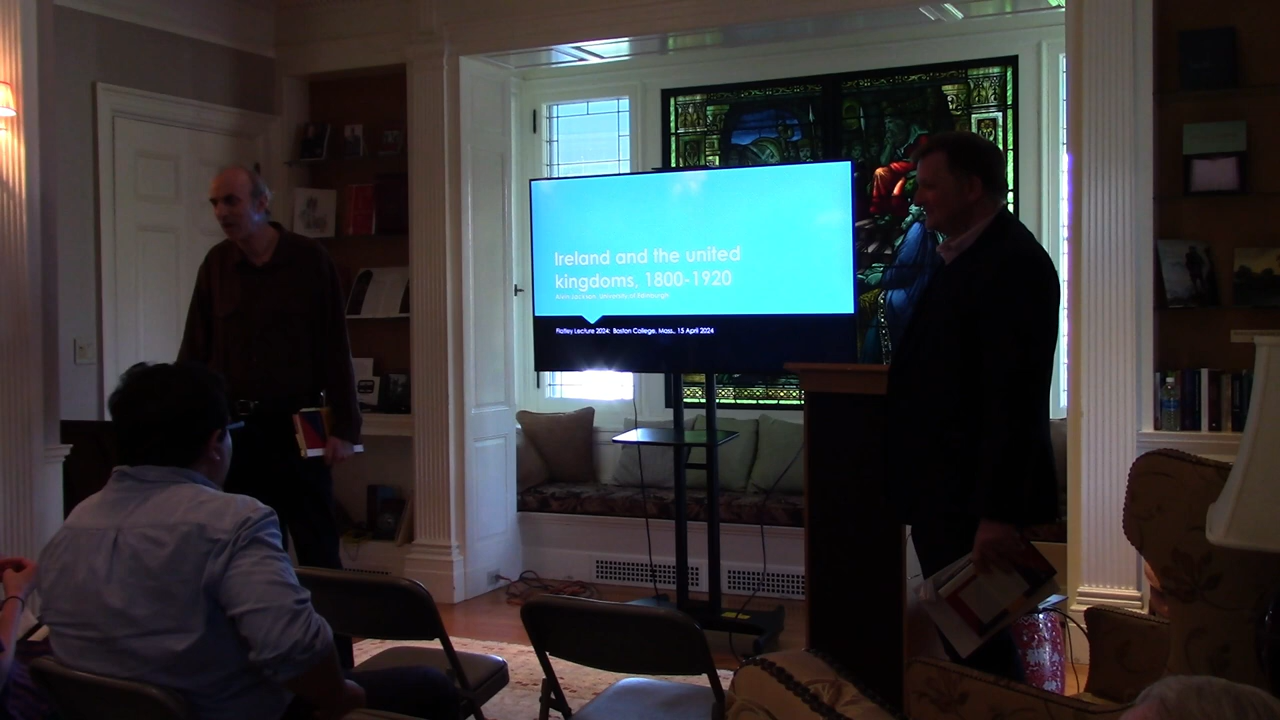 Ireland and the united
kingdoms, 1800-1920
Alvin Jackson, University of Edinburgh
Flatley Lecture 2024: Boston College, Mass., 15 April 2024